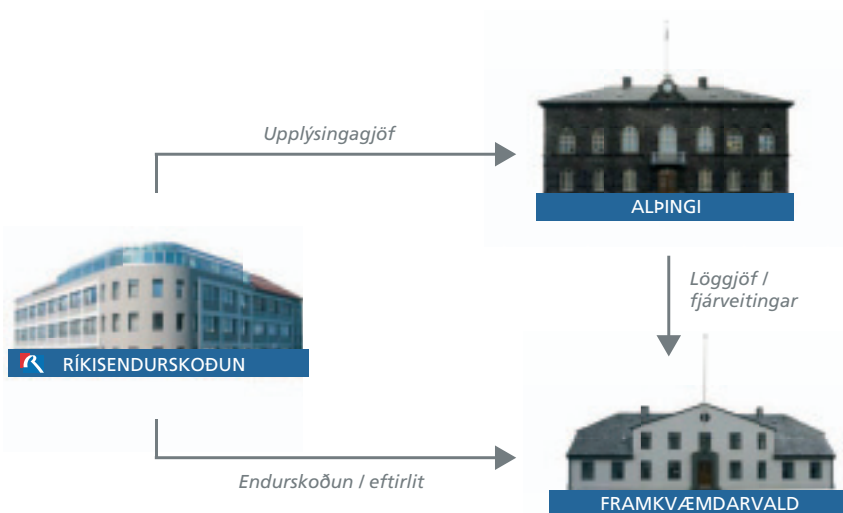 Upplýsingagjöf
ALÞINGI
Löggjöf /
fjárveitingar
RÍKISENDURSKOÐUN
Endurskoðun / eftirlit
FRAMKVÆMDARVALD